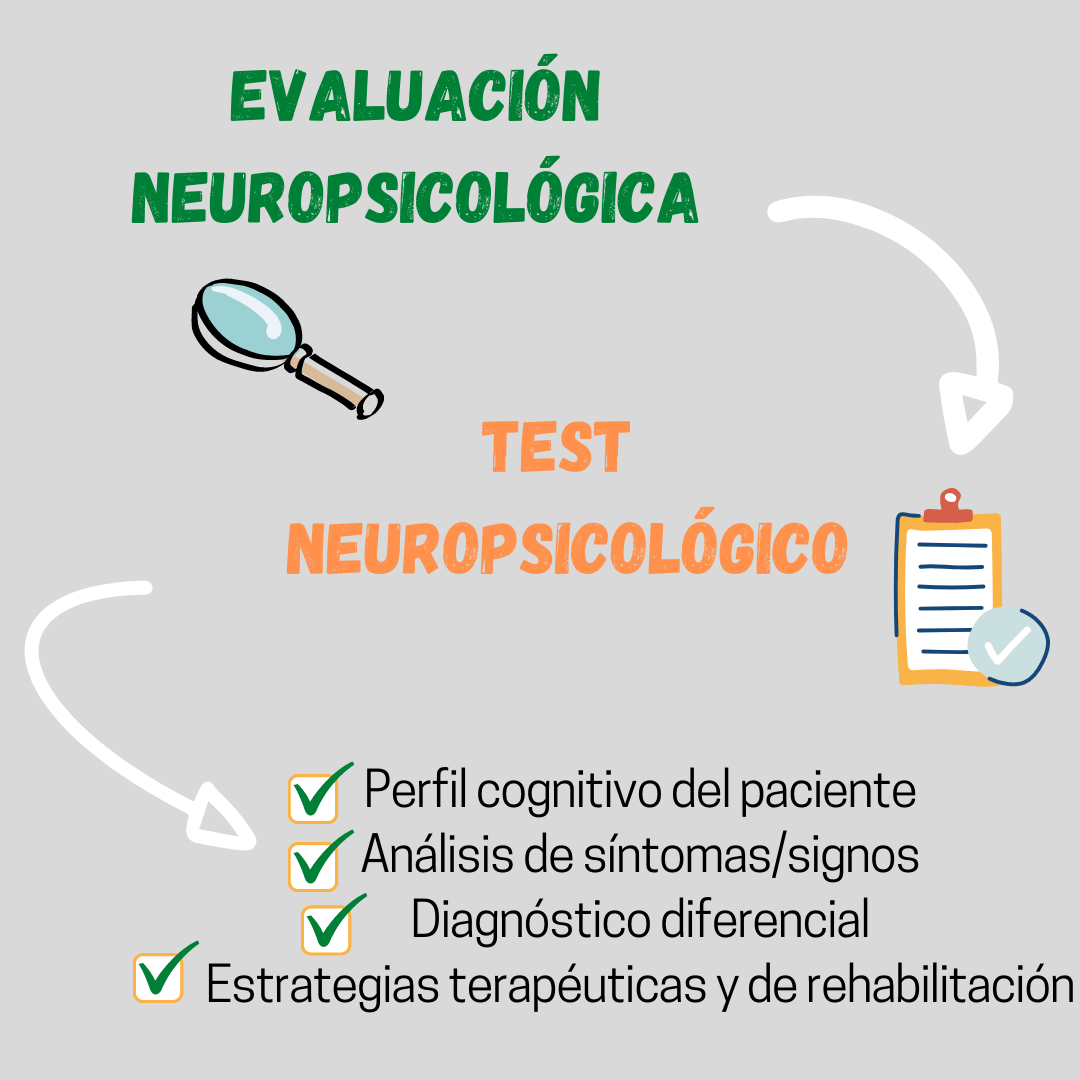 EVALUACIÓN
NEUROPSICOLÓGICA
TEST
NEUROPSICOLÓGICO
Perfil cognitivo del paciente
Análisis de síntomas/signos
Diagnóstico diferencial
Estrategias terapéuticas y de rehabilitación